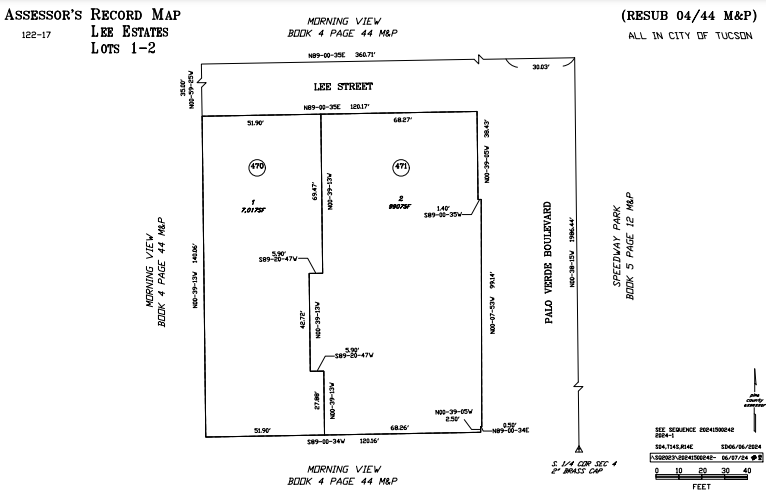 ASSESSOR'S RECORD MAP
122-17
LEE ESTATES
LOTS 1-2
MORNING VIEW
BOOK 4 PAGE 44 M&P
(RESUB 04/44 M&P)
ALL IN CITY OF TUCSON
N89-00-35E 360.71'
30.03'
35.00'
N00-59-25W
LEE STREET
N89-00-35E 120.17'
51.90'
68.27'
38.43'
N00-39-05W
470
471
1
7,017SF
2
9907SF
69.47'
N00-39-13W
1.40'
S89-00-35W
MORNING VIEW
BOOK 4 PAGE 44 M&P
140.06'
N00-39-13W
5.90'
S89-20-47W
42.72'
N00-39-13W
5.90'
S89-20-47W
27.88'
N00-39-13W
99.14'
N00-07-53W
PALO VERDE BOULEVARD
N00-38-15W 1986.44'
SPEEDWAY PARK
BOOK 5 PAGE 12 M&P
N00-39-05W
2.50'
0.50'
N89-00-34E
51.90'
68.26'
S89-00-34W 120.16'
MORNING VIEW
BOOK 4 PAGE 44 M&P
S. 1/4 COR SEC 4
2" BRASS CAP
pima
county
assessor
SEE SEQUENCE 20241500242
2024-1
S04,T14S,R14E SD06/06/2024
\SQ2023\20241500242- 06/07/24
0 10 20 30 40
FEET